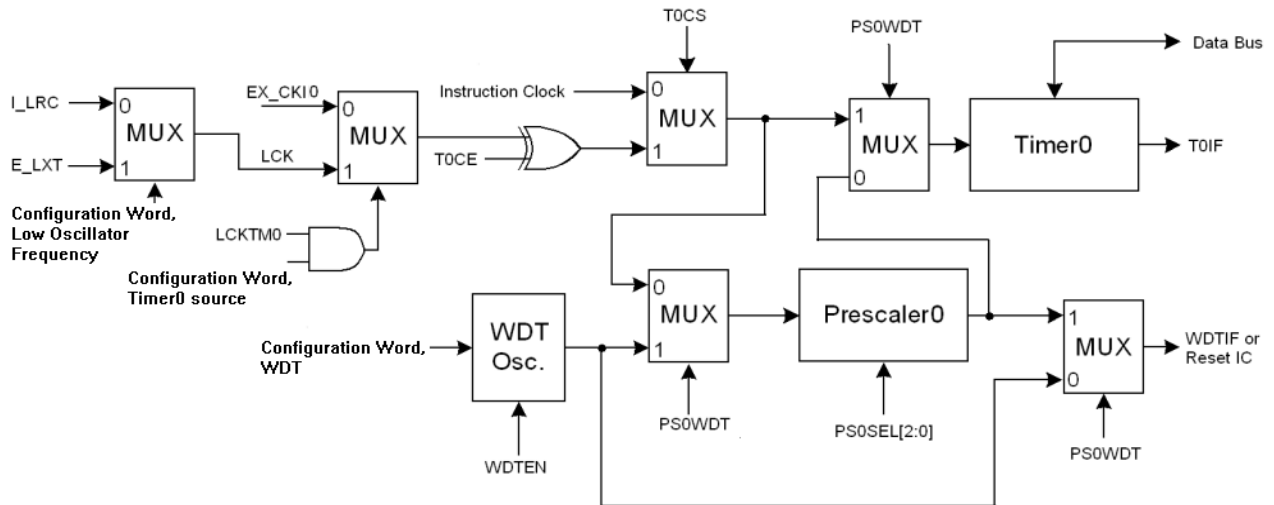 T0CS
PS0WDT
Data Bus
I_LRC
0
MUX
1
E_LXT
EX_CKI0
0
MUX
LCK
1
T0CE
Instruction Clock
0
MUX
1
1
MUX
0
Timer0
T0IF
Configuration Word,
Low Oscillator
Frequency
LCKTM0
Configuration Word,
Timer0 source
Configuration Word,
WDT
WDT
Osc.
WDTEN
0
MUX
1
PS0WDT
Prescaler0
PS0SEL[2:0]
1
MUX
0
WDTIF or
Reset IC
PS0WDT